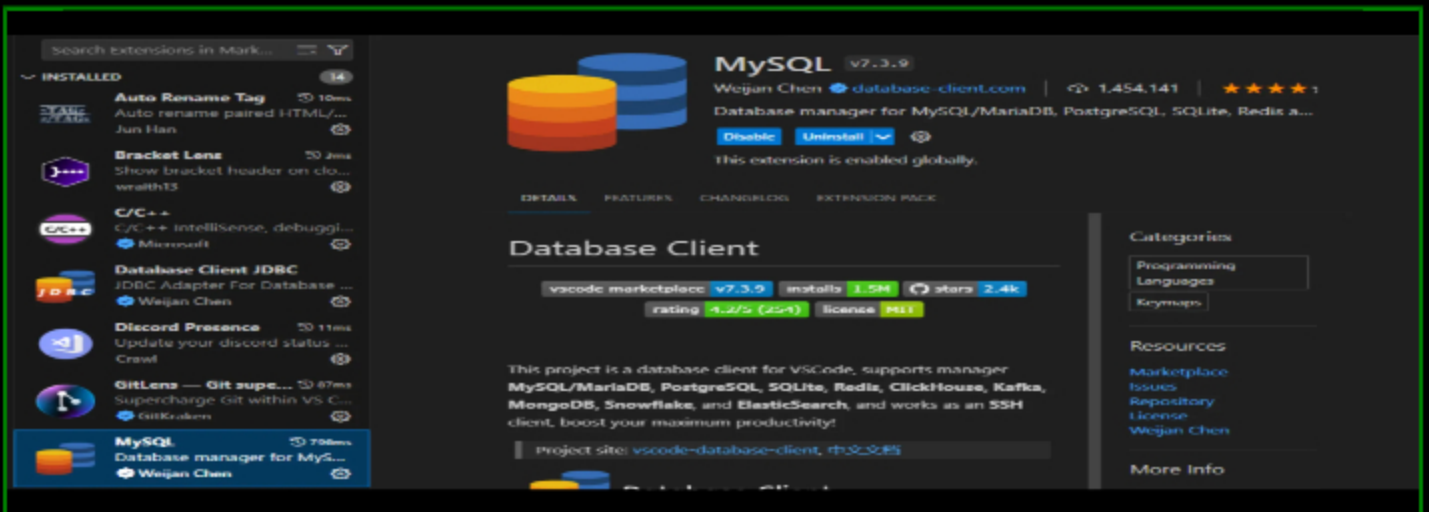 Search Extensions in Mark...
INSTALLED
14
Auto Rename Tag
10ms
Auto rename paired HTML/...
Jun Han
Bracket Lens
2ms
Show bracket header on clo...
wraith13
C/C++
C/C++ IntelliSense, debuggi...
Microsoft
Database Client JDBC
JDBC Adapter For Database ...
Weijan Chen
Discord Presence
11ms
Update your discord status ...
Crawl
GitLens — Git supe...
87ms
Supercharge Git within VS C...
GitKraken
MySQL
798ms
Database manager for MyS...
Weijan Chen
C/C++
JDBC
MySQL v7.3.9
Weijan Chen database-client.com 1,454,141
Database manager for MySQL/MariaDB, PostgreSQL, SQLite, Redis a...
Disable Uninstall
This extension is enabled globally.
DETAILS FEATURES CHANGELOG EXTENSION PACK
Database Client
vscode marketplace v7.3.9 installs 1.5M stars 2.4k
rating 4.2/5 (254) license MIT
This project is a database client for VSCode, supports manager
MySQL/MariaDB, PostgreSQL, SQLite, Redis, ClickHouse, Kafka,
MongoDB, Snowflake, and ElasticSearch, and works as an SSH
client, boost your maximum productivity!
Project site: vscode-database-client, 中文文档
Database Client
Categories
Programming
Languages
Keymaps
Resources
Marketplace
Issues
Repository
License
Weijan Chen
More Info